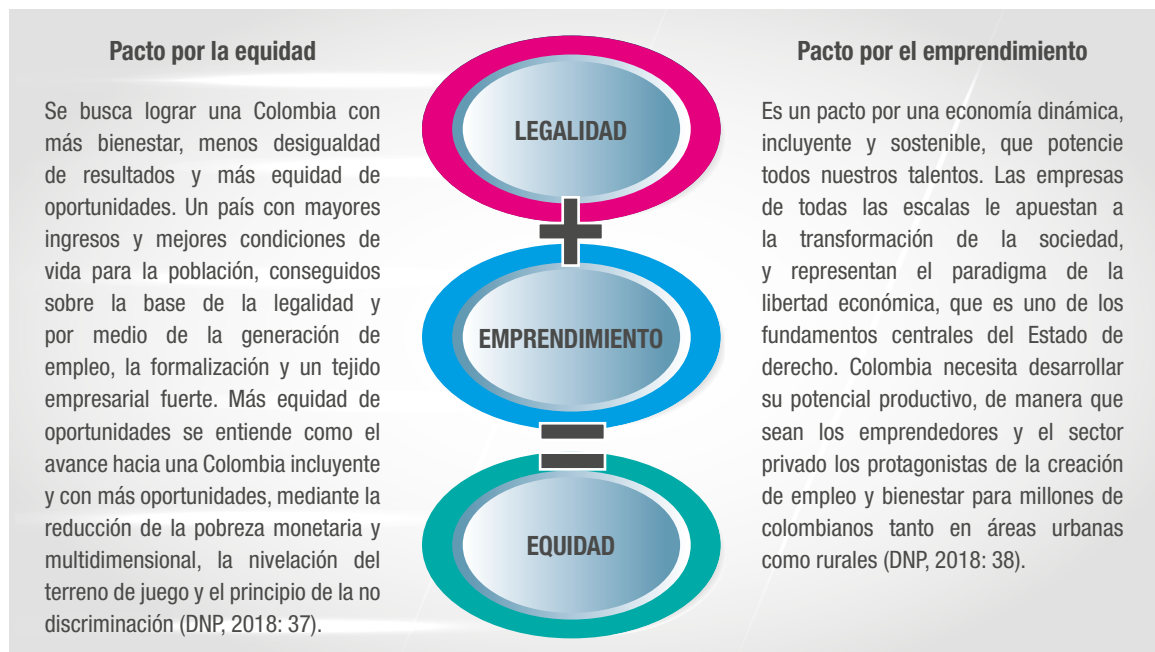 Pacto por la equidad
Se busca lograr una Colombia con
más bienestar, menos desigualdad
de resultados y más equidad de
oportunidades. Un país con mayores
ingresos y mejores condiciones de
vida para la población, conseguidos
sobre la base de la legalidad y
por medio de la generación de
empleo, la formalización y un tejido
empresarial fuerte. Más equidad de
oportunidades se entiende como el
avance hacia una Colombia incluyente
y con más oportunidades, mediante la
reducción de la pobreza monetaria y
multidimensional, la nivelación del
terreno de juego y el principio de la no
discriminación (DNP, 2018: 37).
LEGALIDAD
+
EMPRENDIMIENTO
=
EQUIDAD
Pacto por el emprendimiento
Es un pacto por una economía dinámica,
incluyente y sostenible, que potencie
todos nuestros talentos. Las empresas
de todas las escalas le apuestan a
la transformación de la sociedad,
y representan el paradigma de la
libertad económica, que es uno de los
fundamentos centrales del Estado de
derecho. Colombia necesita desarrollar
su potencial productivo, de manera que
sean los emprendedores y el sector
privado los protagonistas de la creación
de empleo y bienestar para millones de
colombianos tanto en áreas urbanas
como rurales (DNP, 2018: 38).